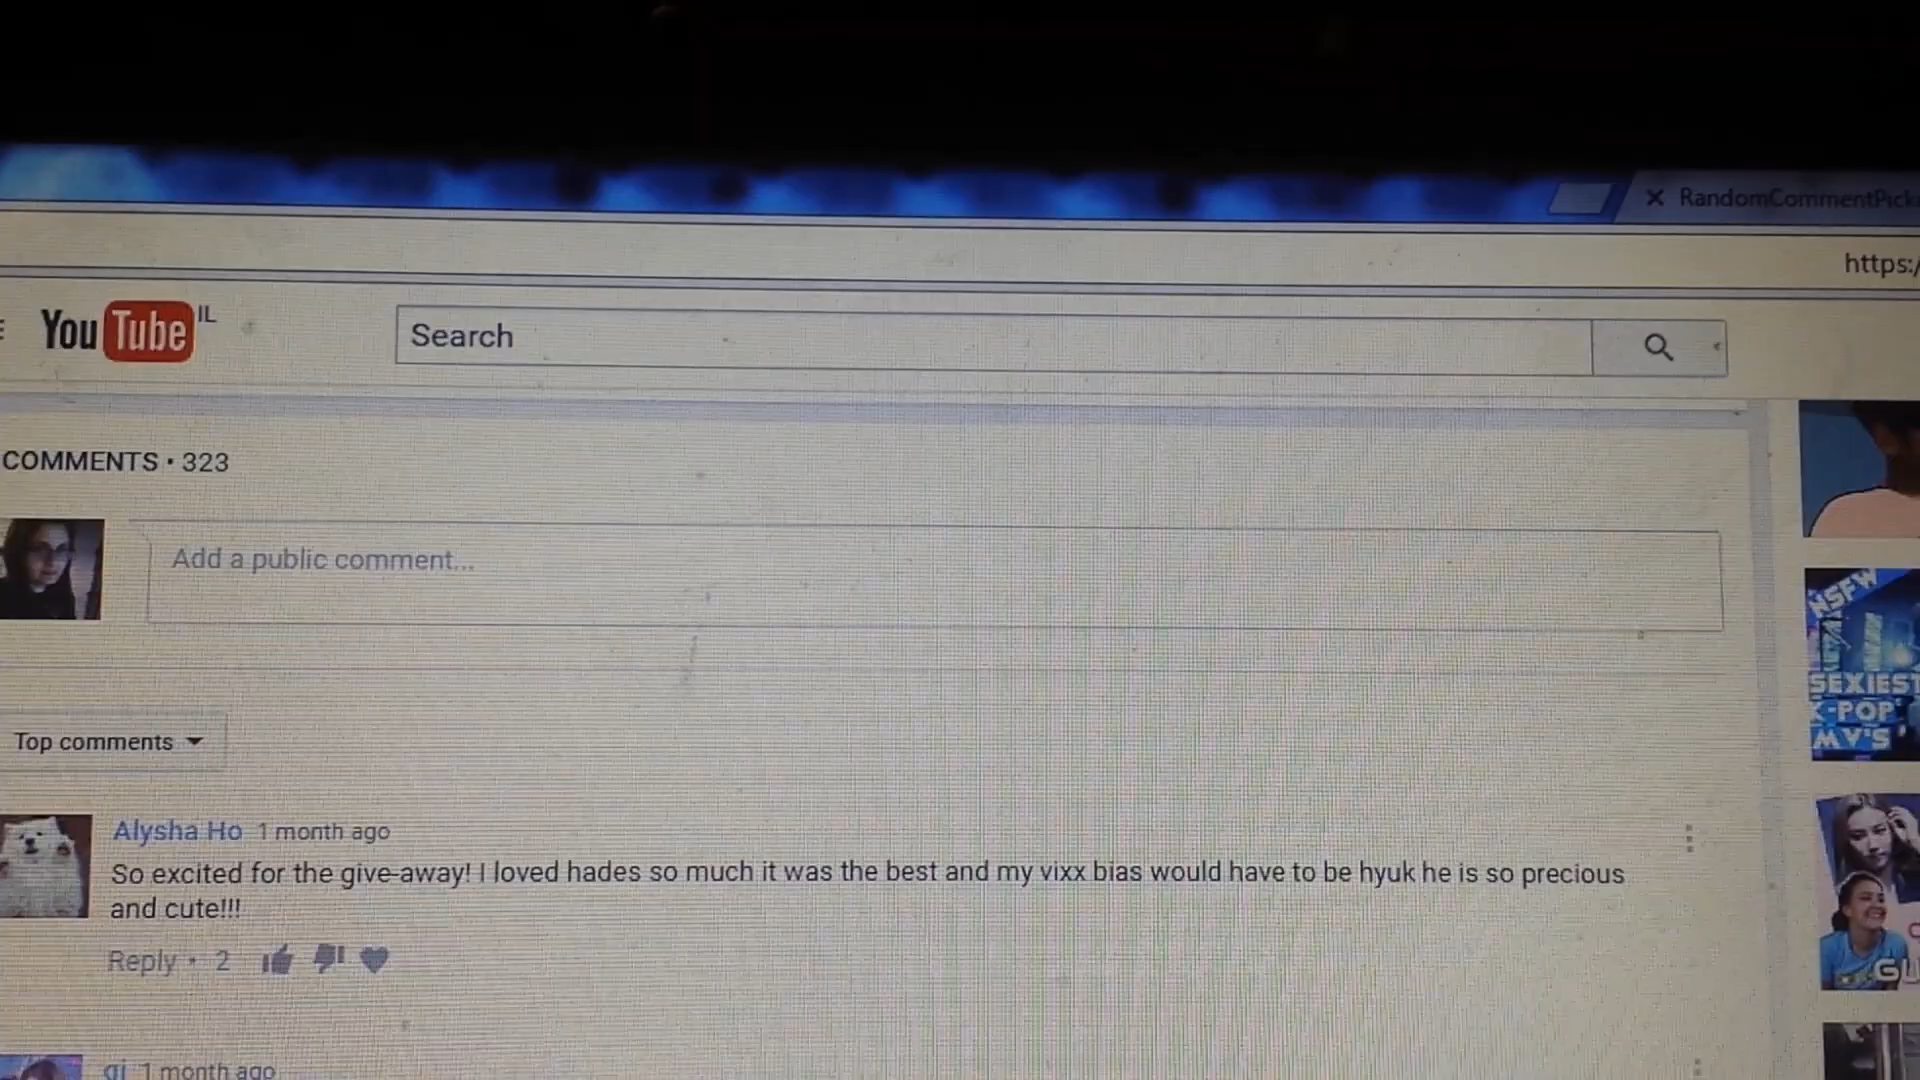 RandomCommentPick
https:/
YouTube IL
Search
COMMENTS • 323
Add a public comment...
NSFW
SEXIEST
K-POP
MV'S
Top comments
Alysha Ho 1 month ago
So excited for the give-away! I loved hades so much it was the best and my vixx bias would have to be hyuk he is so precious
and cute!!!
Reply • 2
GU
1 month ago